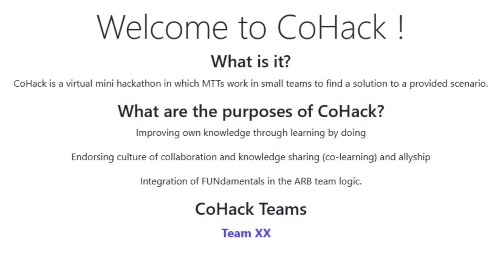 Welcome to CoHack !
What is it?
CoHack is a virtual mini hackathon in which MTTs work in small teams to find a solution to a provided scenario.
What are the purposes of CoHack?
Improving own knowledge through learning by doing
Endorsing culture of collaboration and knowledge sharing (co-learning) and allyship
Integration of FUNdamentals in the ARB team logic.
CoHack Teams
Team XX